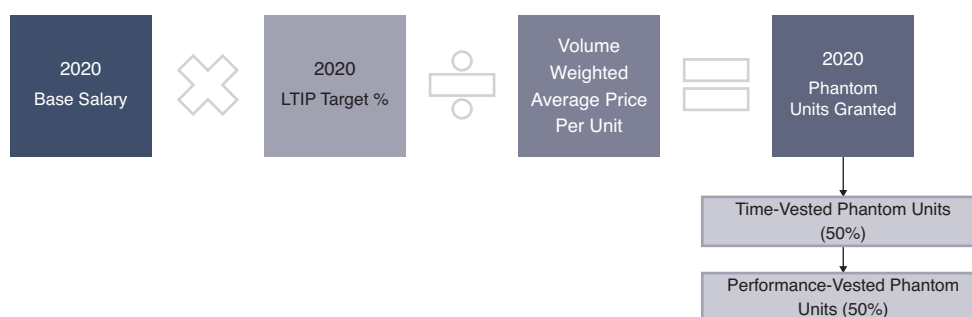 2020
Base Salary
2020
LTIP Target %
Volume
Weighted
Average Price
Per Unit
2020
Phantom
Units Granted
Time-Vested Phantom Units
(50%)
Performance-Vested Phantom
Units (50%)